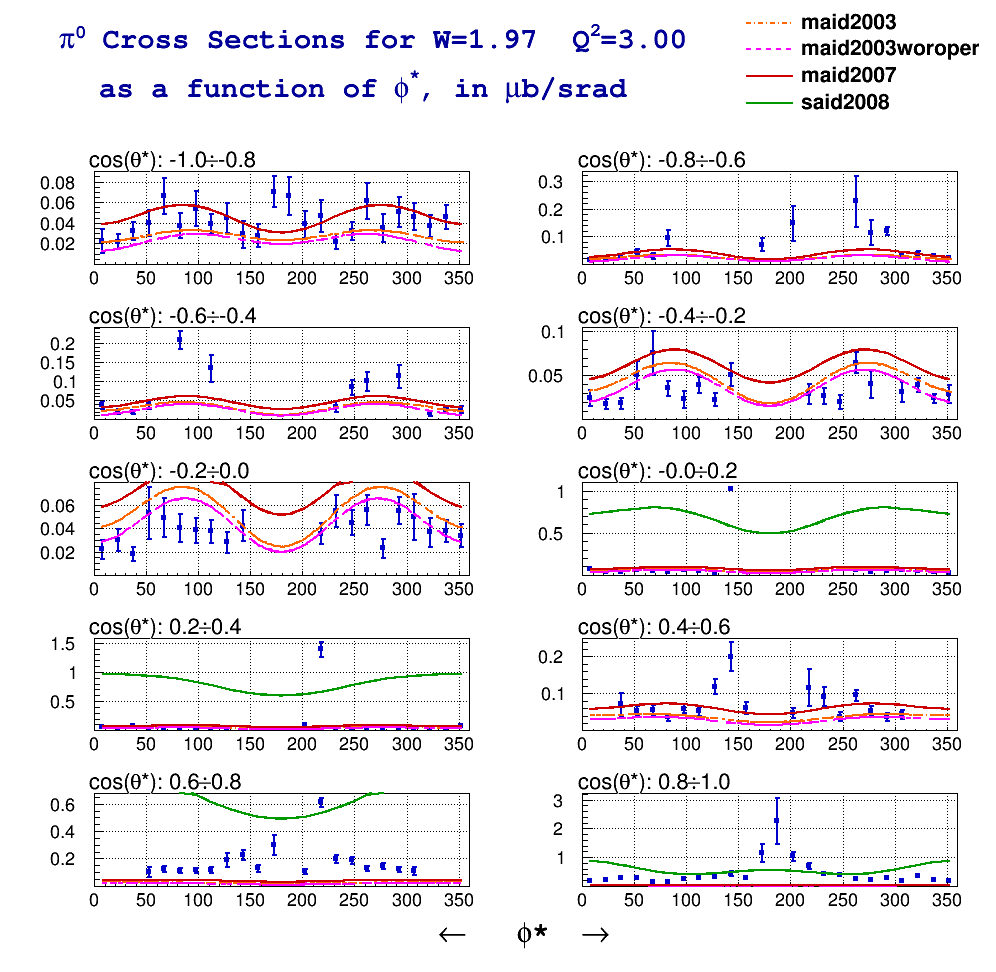 π⁰ Cross Sections for W=1.97 Q²=3.00
as a function of ϕ*, in μb/srad
maid2003
maid2003woroper
maid2007
said2008
cos(θ*): -1.0÷-0.8
0.08
0.06
0.04
0.02
0 50 100 150 200 250 300 350
cos(θ*): -0.8÷-0.6
0.3
0.2
0.1
0 50 100 150 200 250 300 350
cos(θ*): -0.6÷-0.4
0.2
0.15
0.1
0.05
0 50 100 150 200 250 300 350
cos(θ*): -0.4÷-0.2
0.1
0.05
0 50 100 150 200 250 300 350
cos(θ*): -0.2÷0.0
0.06
0.04
0.02
0 50 100 150 200 250 300 350
cos(θ*): -0.0÷0.2
1
0.5
0 50 100 150 200 250 300 350
cos(θ*): 0.2÷0.4
1.5
1
0.5
0 50 100 150 200 250 300 350
cos(θ*): 0.4÷0.6
0.2
0.1
0 50 100 150 200 250 300 350
cos(θ*): 0.6÷0.8
0.6
0.4
0.2
0 50 100 150 200 250 300 350
cos(θ*): 0.8÷1.0
3
2
1
0 50 100 150 200 250 300 350
← ϕ* →